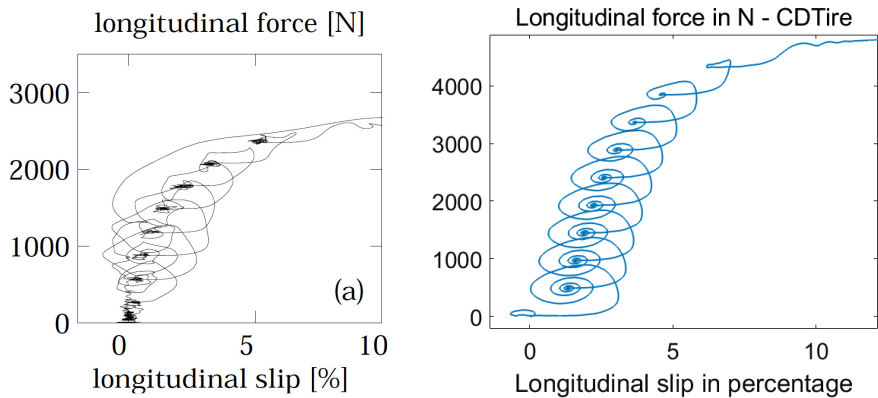 longitudinal force [N]
3000
2000
1000
0
(a)
0 5 10
longitudinal slip [%]
Longitudinal force in N - CDTire
4000
3000
2000
1000
0
0 5 10
Longitudinal slip in percentage